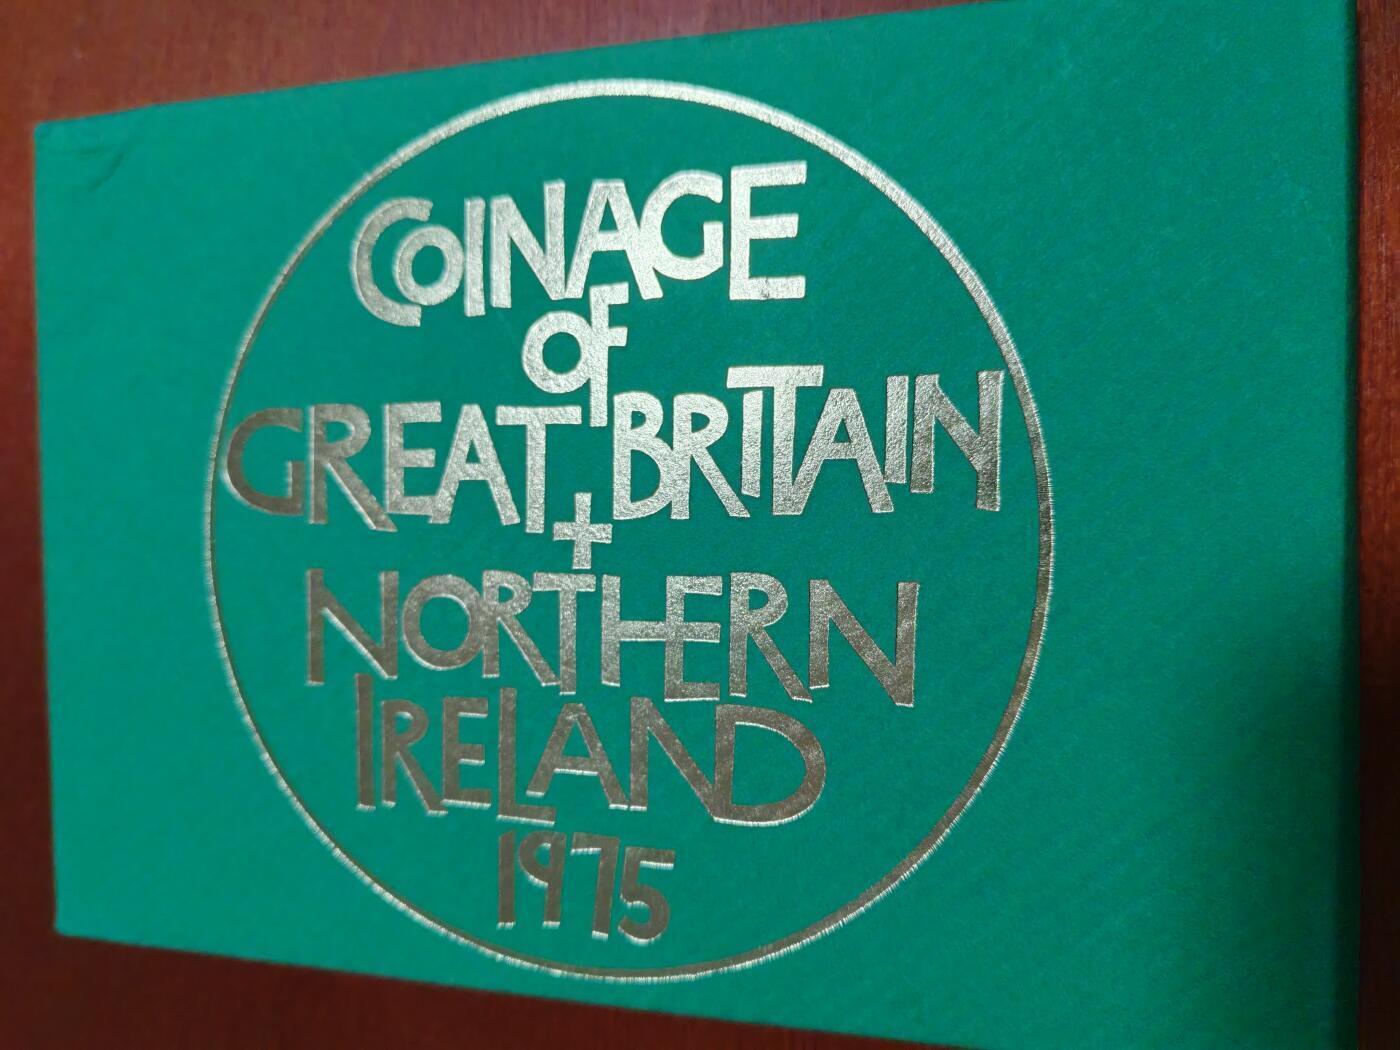 COINAGE
of
GREAT BRITAIN
+
NORTHERN
IRELAND
1975